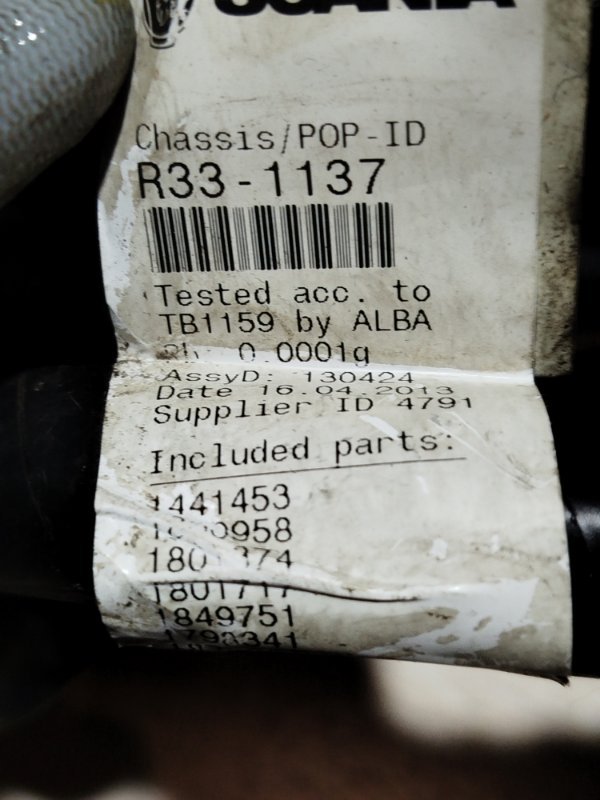 SCANIA
Chassis/POP-ID
R33-1137
Tested acc. to
TB1159 by ALBA
0.0001g
AssyD: 130424
Date 16.04.2013
Supplier ID 4791
Included parts:
1441453
1801717
1849751